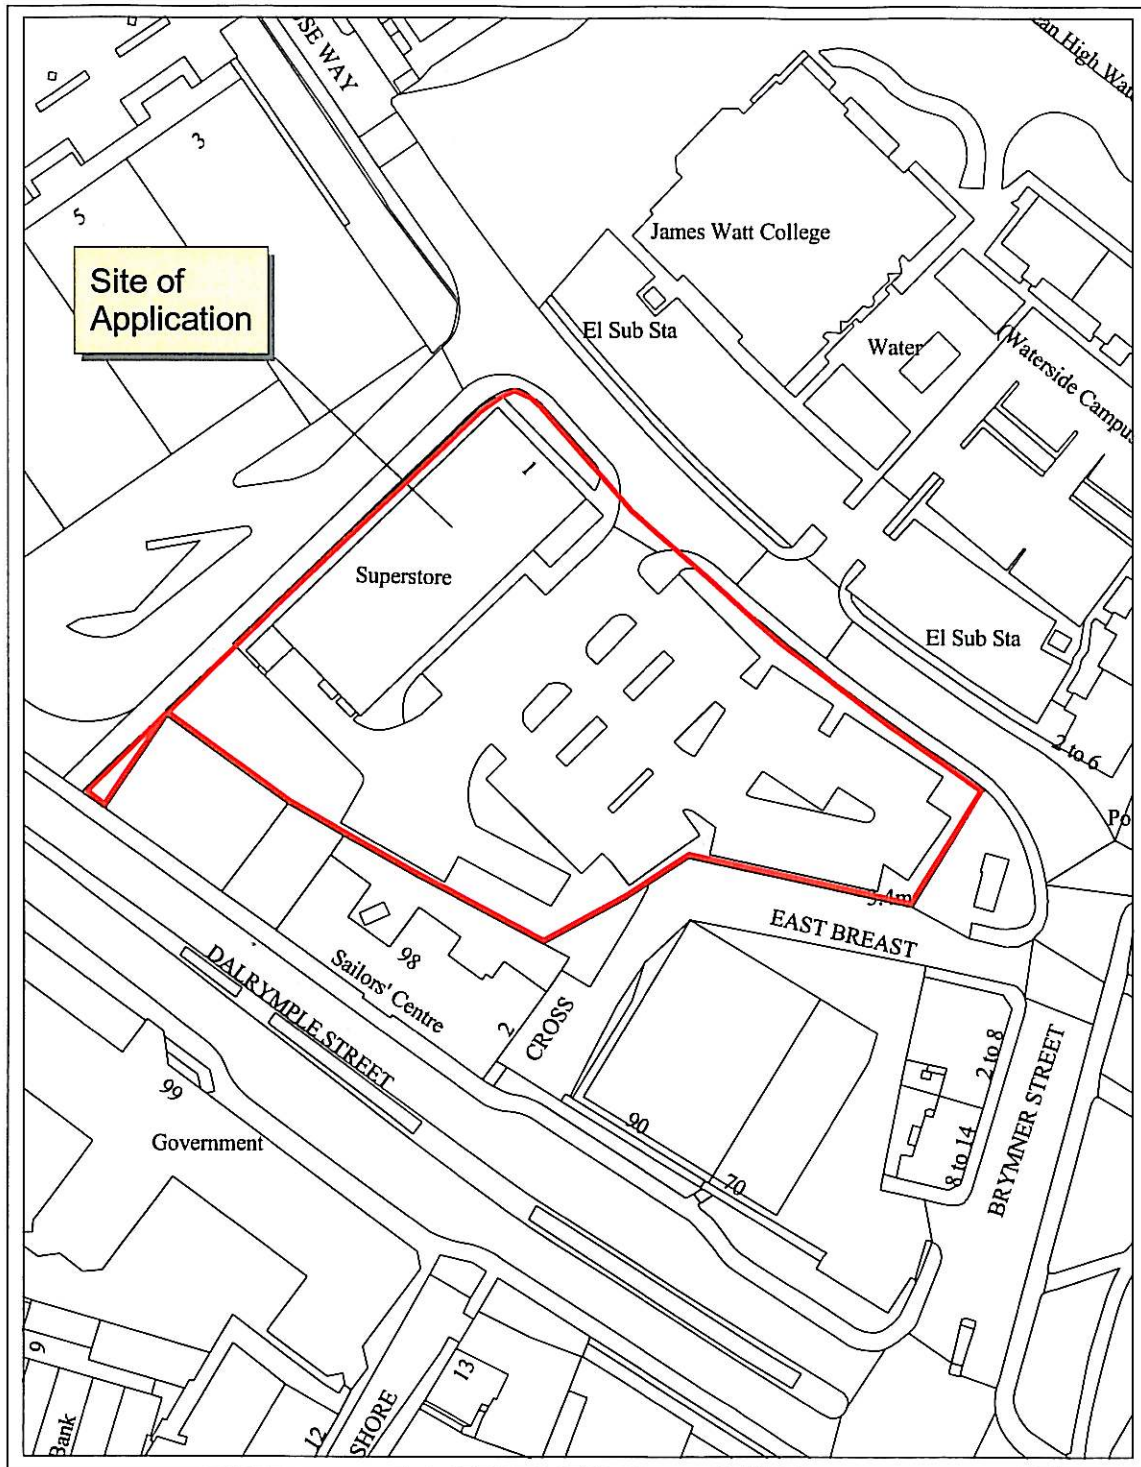 SE WAY
an High Wat
3
5
James Watt College
Site of
Application
El Sub Sta
Water
(Waterside Campus
1
Superstore
El Sub Sta
2 to 6
Po
3.4m
EAST BREAST
98
Sailors' Centre
DALRYMPLE STREET
2
CROSS
2 to 8
BRYMNER STREET
99
Government
90
8 to 14
70
9
13
SHORE
12
Bank